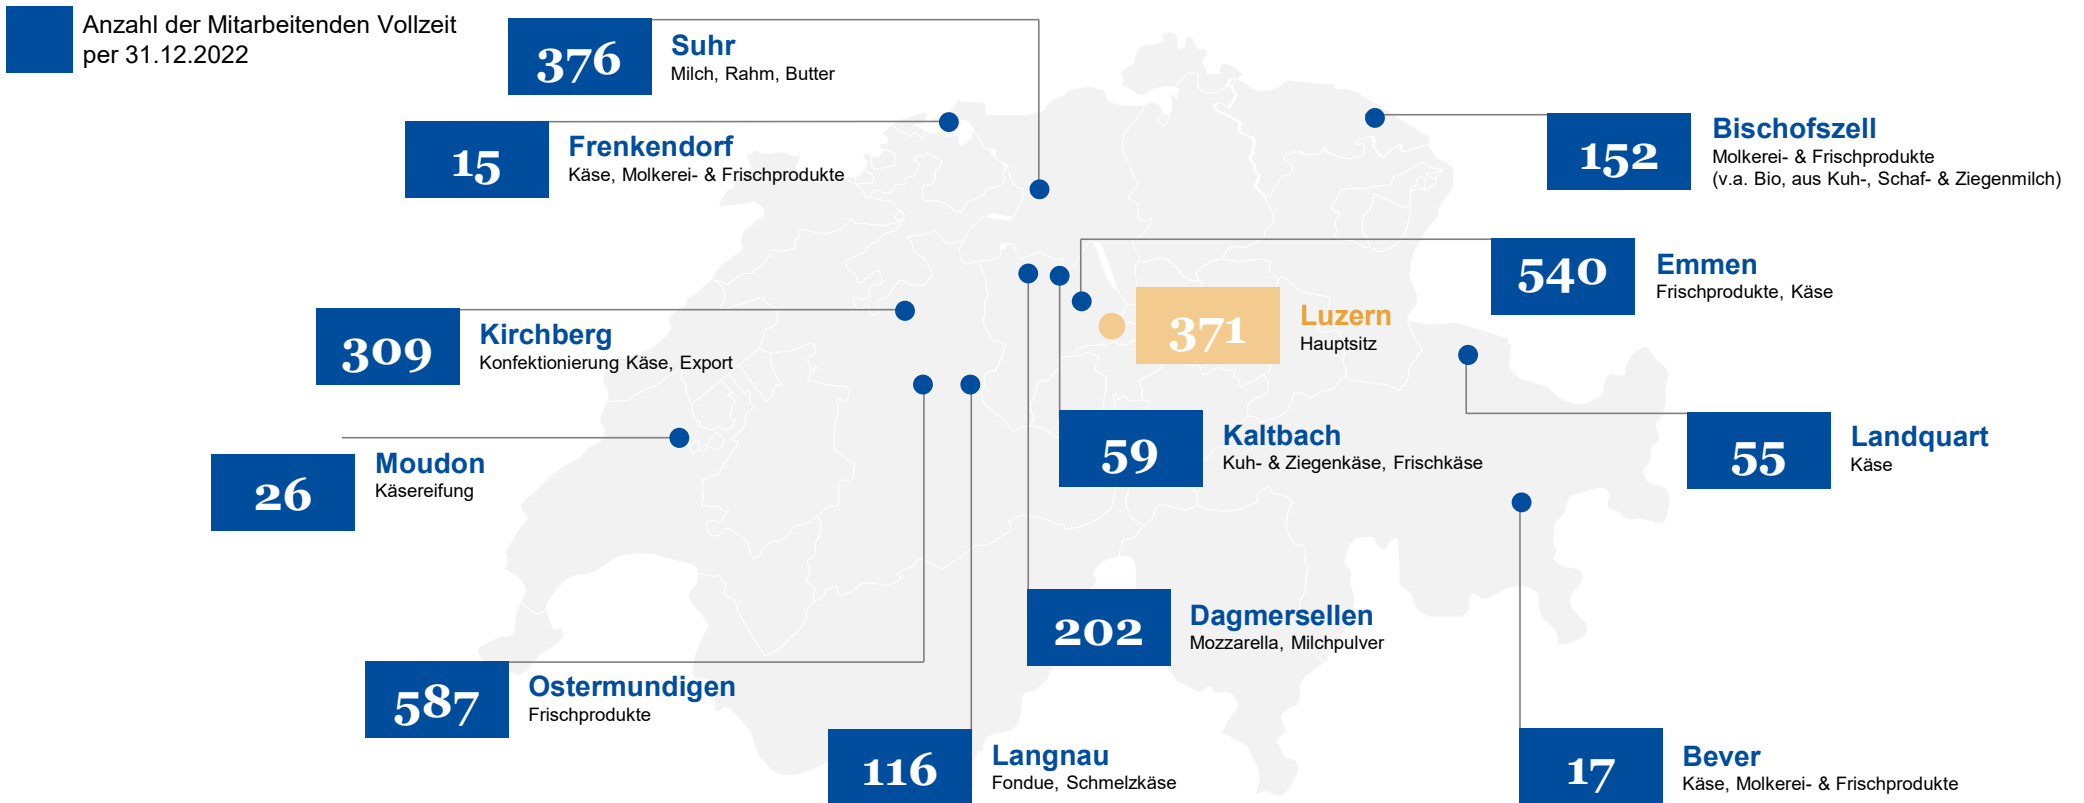 Anzahl der Mitarbeitenden Vollzeit
per 31.12.2022
376
Suhr
Milch, Rahm, Butter
15
Frenkendorf
Käse, Molkerei- & Frischprodukte
152
Bischofszell
Molkerei- & Frischprodukte
(v.a. Bio, aus Kuh-, Schaf- & Ziegenmilch)
540
Emmen
Frischprodukte, Käse
371
Luzern
Hauptsitz
309
Kirchberg
Konfektionierung Käse, Export
59
Kaltbach
Kuh- & Ziegenkäse, Frischkäse
55
Landquart
Käse
26
Moudon
Käsereifung
202
Dagmersellen
Mozzarella, Milchpulver
587
Ostermundigen
Frischprodukte
116
Langnau
Fondue, Schmelzkäse
17
Bever
Käse, Molkerei- & Frischprodukte